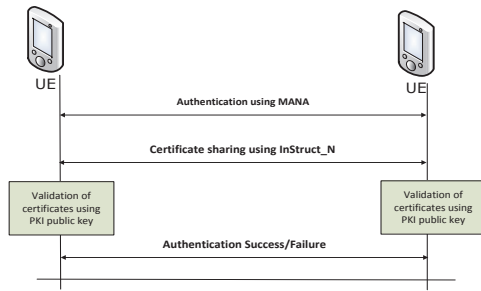 UE
UE
Authentication using MANA
Certificate sharing using InStruct_N
Validation of
certificates using
PKI public key
Validation of
certificates using
PKI public key
Authentication Success/Failure